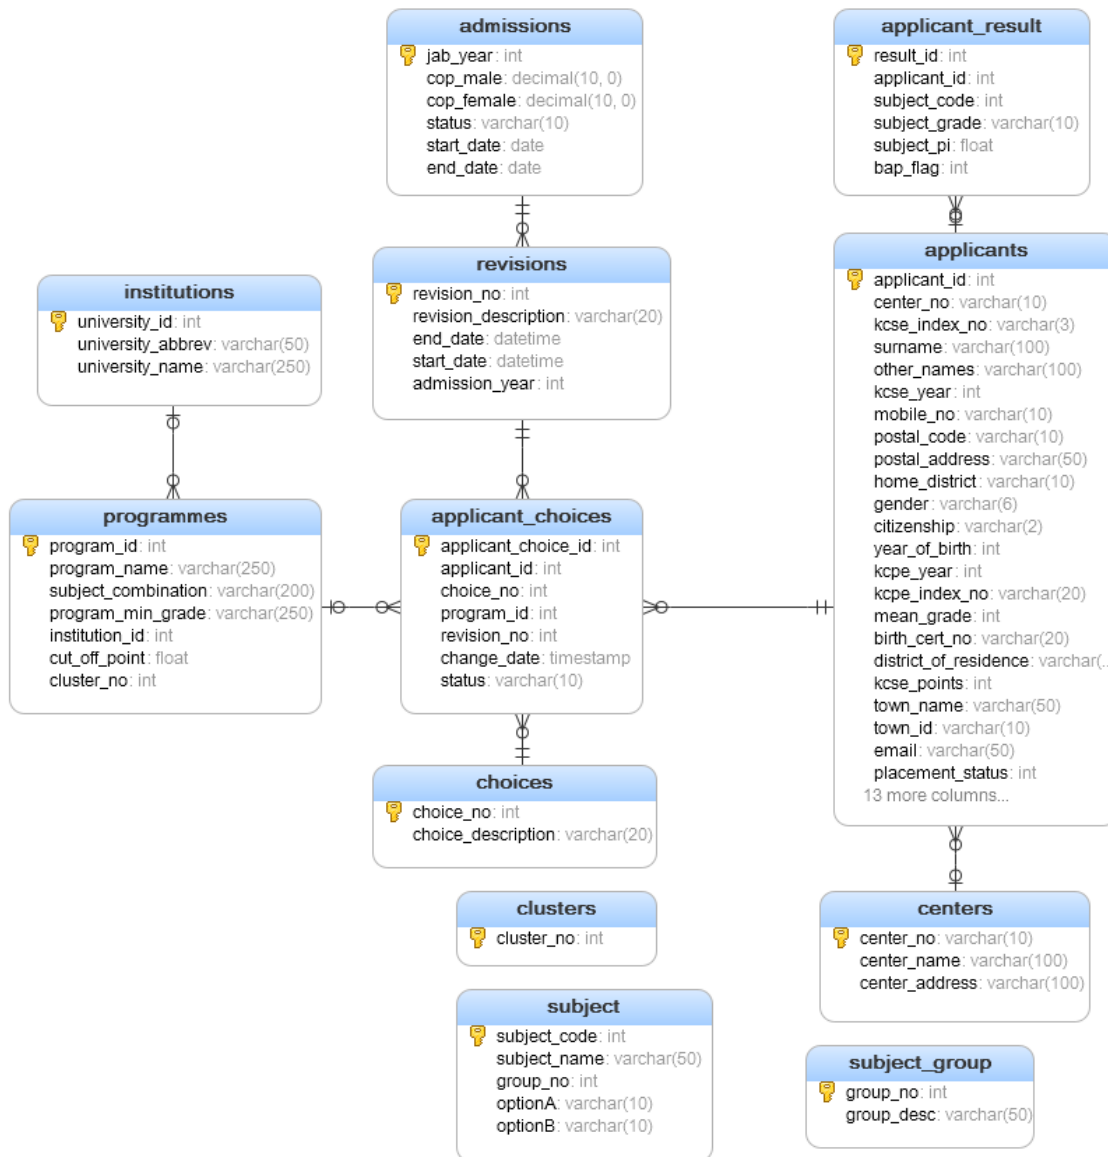 admissions
jab_year: int
cop_male: decimal(10, 0)
cop_female: decimal(10, 0)
status: varchar(10)
start_date: date
end_date: date
applicant_result
result_id: int
applicant_id: int
subject_code: int
subject_grade: varchar(10)
subject_pi: float
bap_flag: int
institutions
university_id: int
university_abbrev: varchar(50)
university_name: varchar(250)
revisions
revision_no: int
revision_description: varchar(20)
end_date: datetime
start_date: datetime
admission_year: int
applicants
applicant_id: int
center_no: varchar(10)
kcse_index_no: varchar(3)
surname: varchar(100)
other_names: varchar(100)
kcse_year: int
mobile_no: varchar(10)
postal_code: varchar(10)
postal_address: varchar(50)
home_district: varchar(10)
gender: varchar(6)
citizenship: varchar(2)
year_of_birth: int
kcpe_year: int
kcpe_index_no: varchar(20)
mean_grade: int
birth_cert_no: varchar(20)
district_of_residence: varchar(..
kcse_points: int
town_name: varchar(50)
town_id: varchar(10)
email: varchar(50)
placement_status: int
13 more columns...
programmes
program_id: int
program_name: varchar(250)
subject_combination: varchar(200)
program_min_grade: varchar(250)
institution_id: int
cut_off_point: float
cluster_no: int
applicant_choices
applicant_choice_id: int
applicant_id: int
choice_no: int
program_id: int
revision_no: int
change_date: timestamp
status: varchar(10)
choices
choice_no: int
choice_description: varchar(20)
clusters
cluster_no: int
centers
center_no: varchar(10)
center_name: varchar(100)
center_address: varchar(100)
subject
subject_code: int
subject_name: varchar(50)
group_no: int
optionA: varchar(10)
optionB: varchar(10)
subject_group
group_no: int
group_desc: varchar(50)